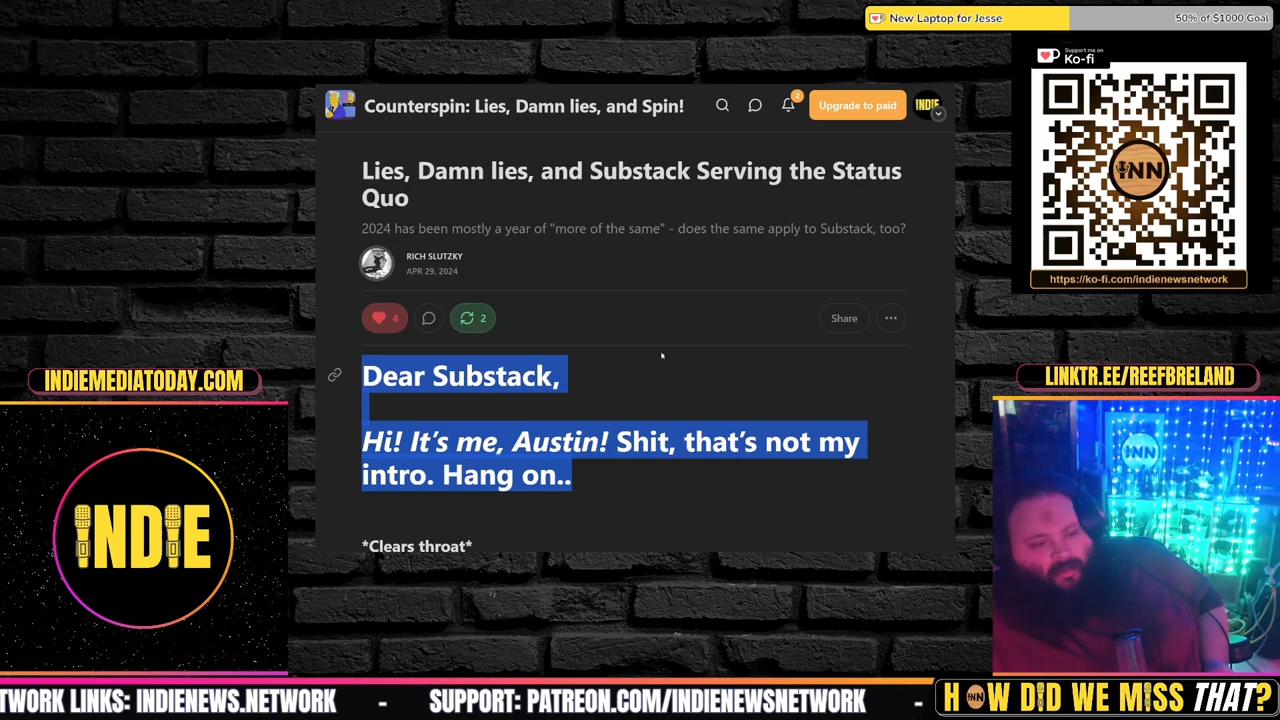 New Laptop for Jesse
50% of $1000 Goal
Support me on
Ko-fi
iNN
https://ko-fi.com/indienewsnetwork
Counterspin: Lies, Damn lies, and Spin!
2
Upgrade to paid
INDIE
Lies, Damn lies, and Substack Serving the Status
Quo
2024 has been mostly a year of "more of the same" - does the same apply to Substack, too?
RICH SLUTZKY
APR 29, 2024
4
2
Share
Dear Substack,
Hi! It’s me, Austin! Shit, that’s not my
intro. Hang on..
*Clears throat*
INDIEMEDIATODAY.COM
INDIE
LINKTR.EE/REEFBRELAND
iNN
TWORK LINKS: INDIENEWS.NETWORK - SUPPORT: PATREON.COM/INDIENEWSNETWORK -
HOW DID WE MISS THAT?